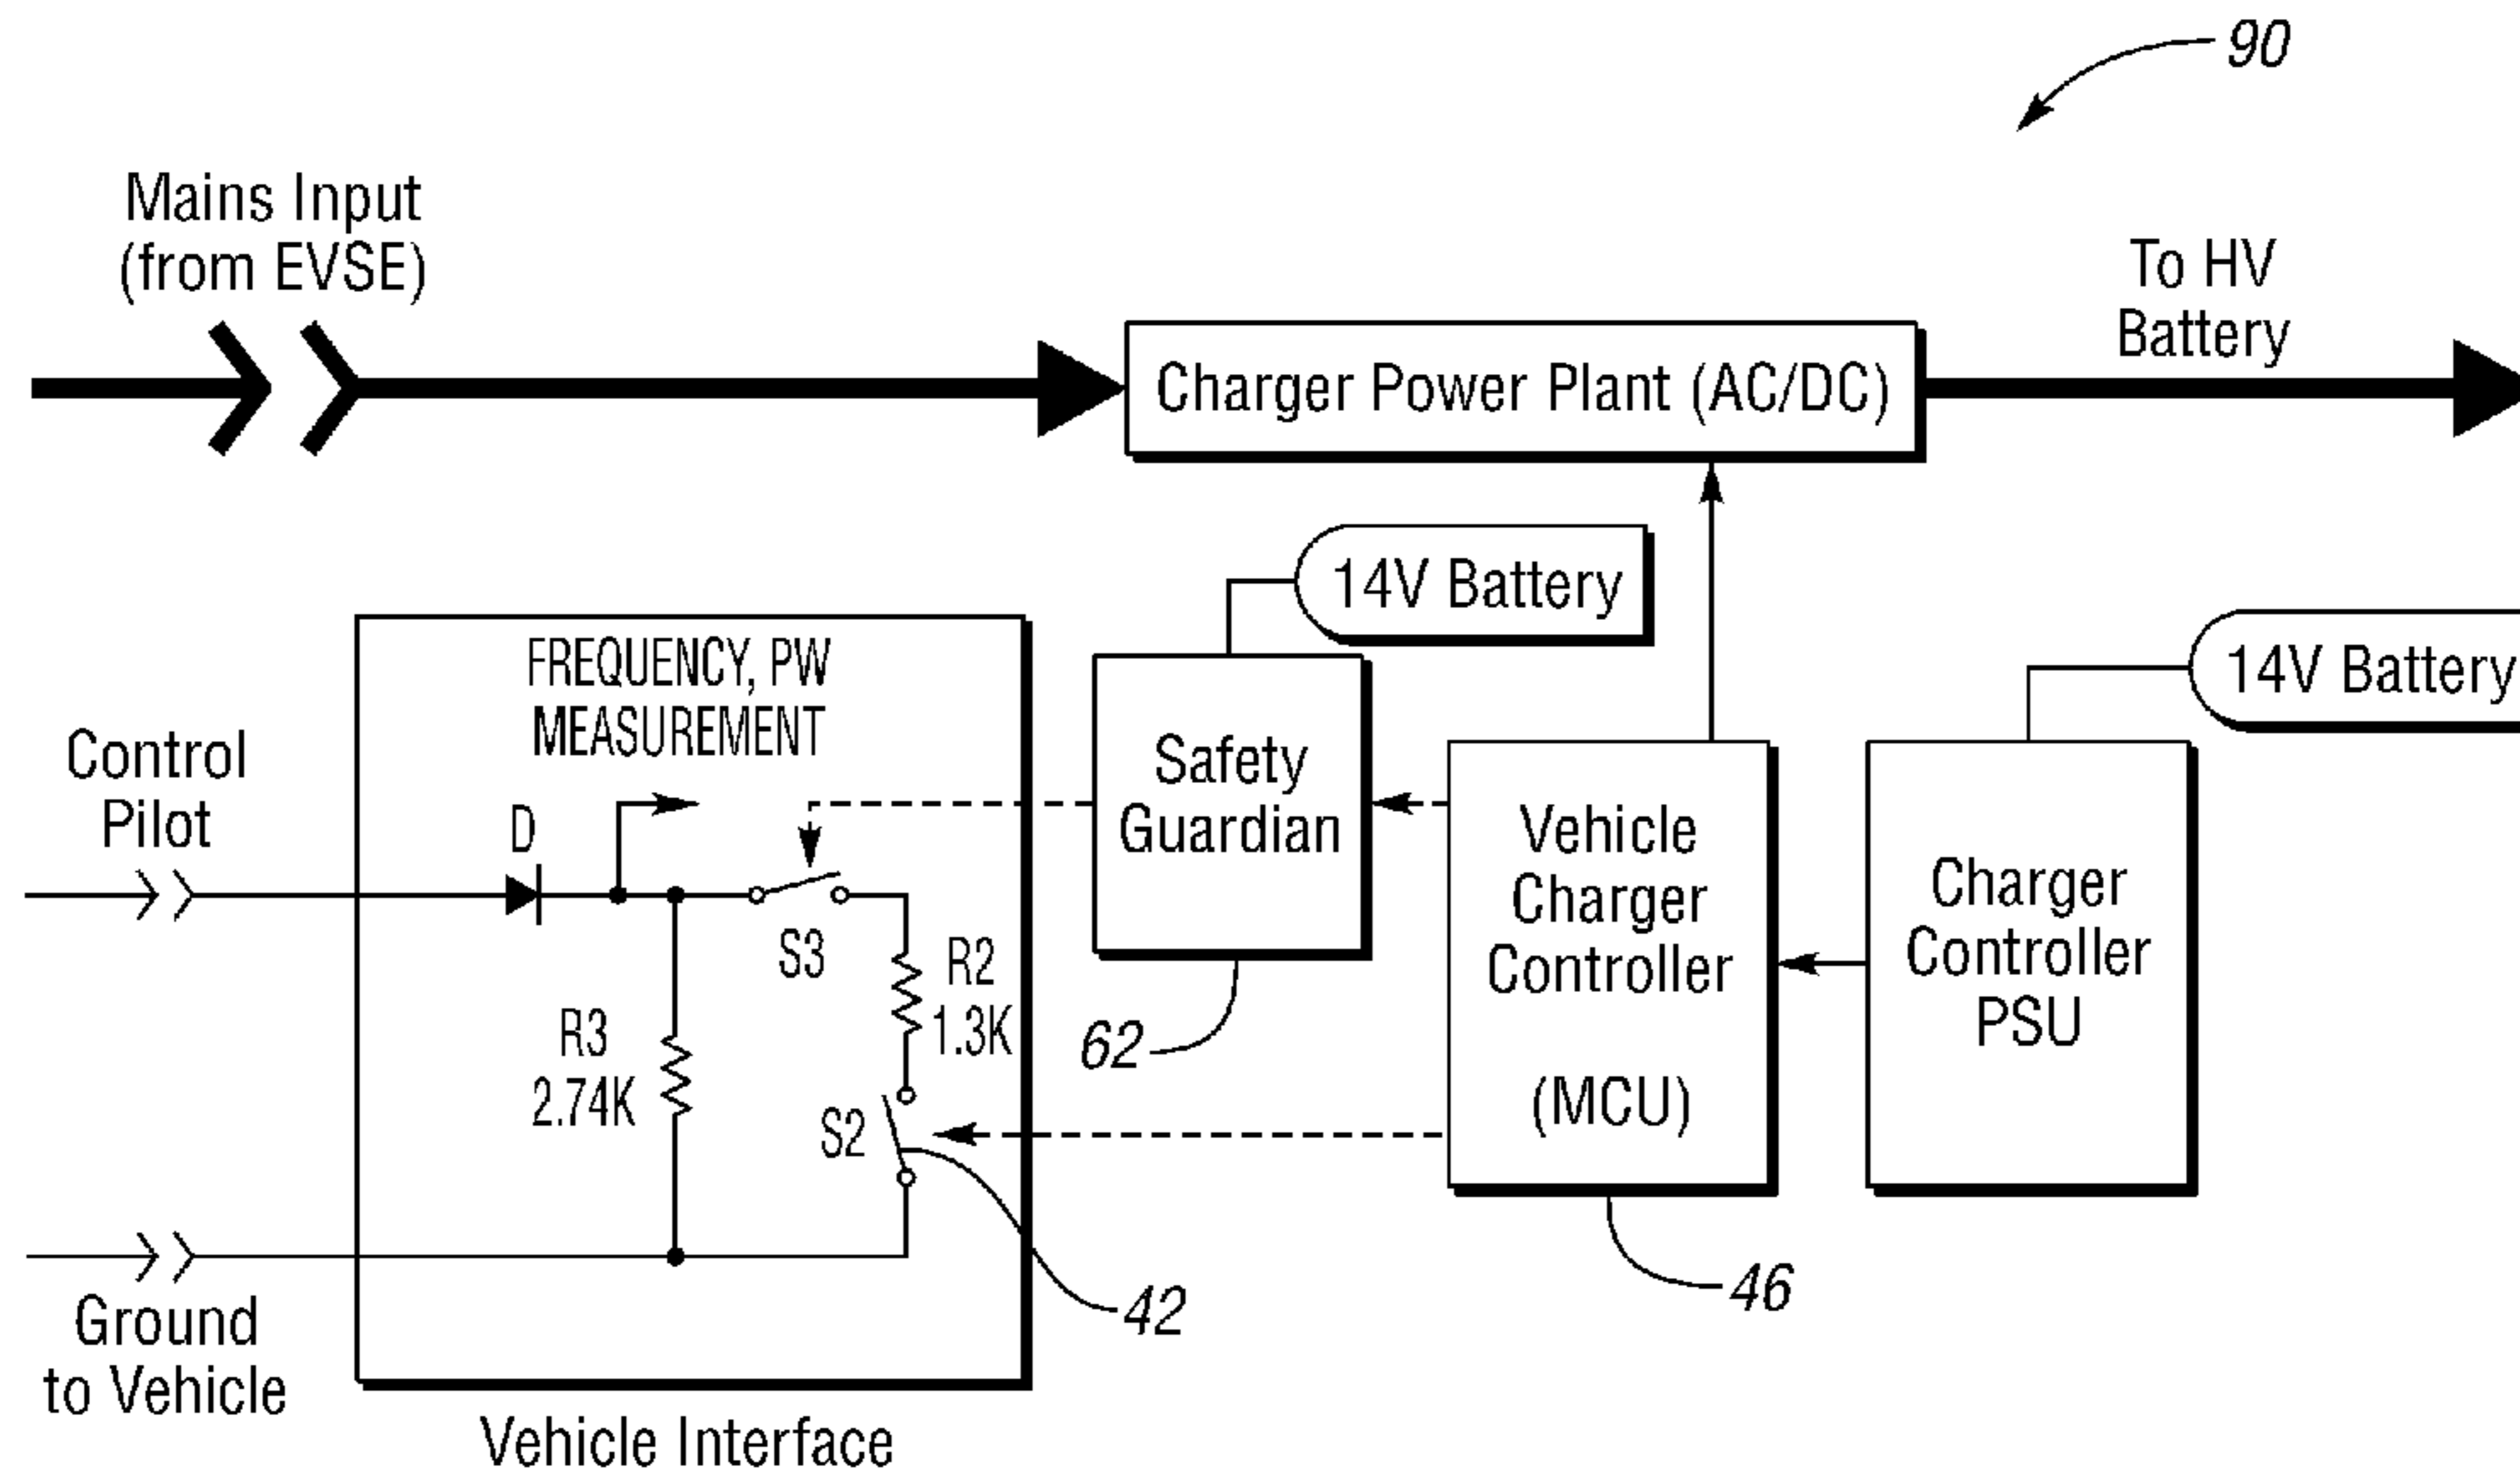 90
Mains Input
(from EVSE)
To HV
Battery
Charger Power Plant (AC/DC)
14V Battery
14V Battery
FREQUENCY, PW
MEASUREMENT
Control
Pilot
D
S3
R2
1.3K
R3
2.74K
S2
Safety
Guardian
62
Vehicle
Charger
Controller
(MCU)
Charger
Controller
PSU
46
42
Ground
to Vehicle
Vehicle Interface